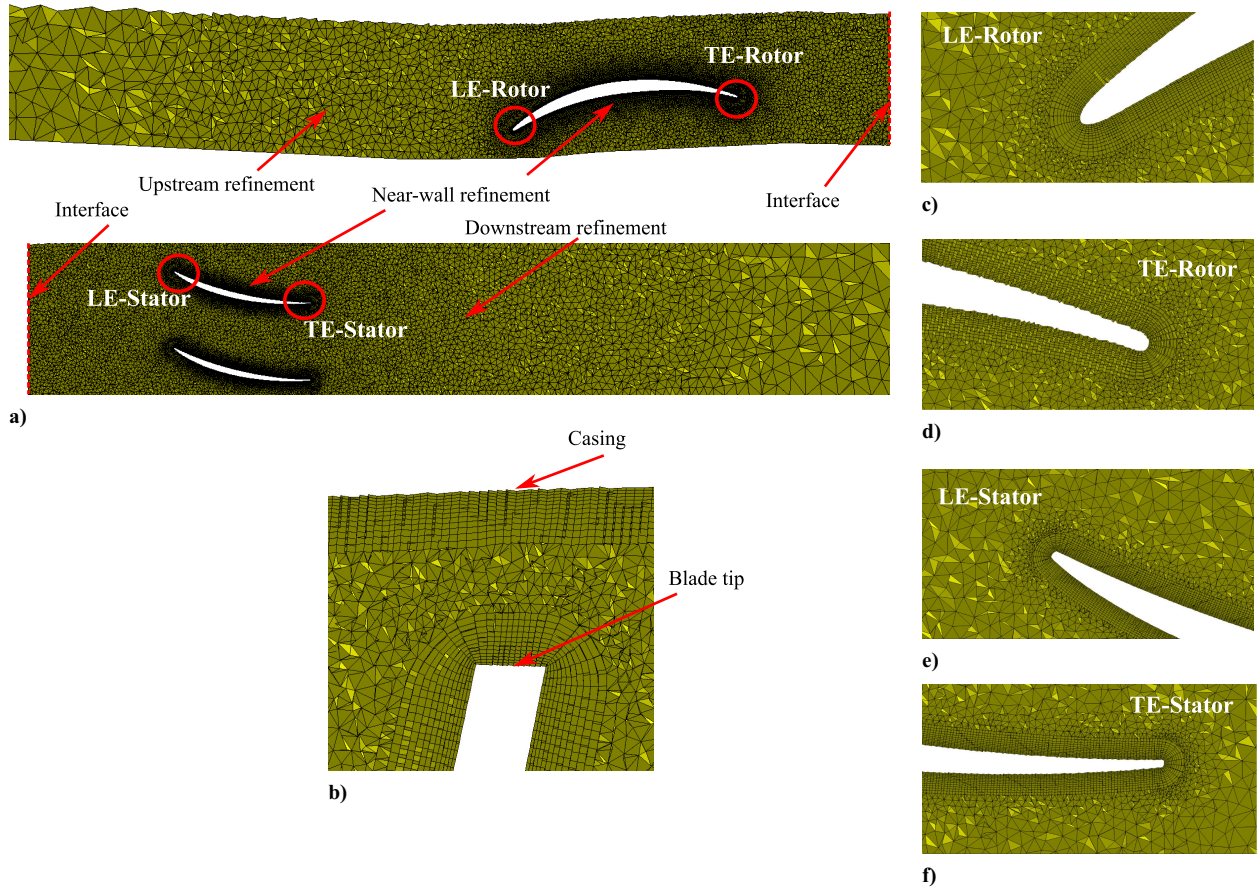 TE-Rotor
LE-Rotor
Upstream refinement
Near-wall refinement
Interface
Interface
Downstream refinement
LE-Stator
TE-Stator
a)
Casing
Blade tip
b)
LE-Rotor
c)
TE-Rotor
d)
LE-Stator
e)
TE-Stator
f)